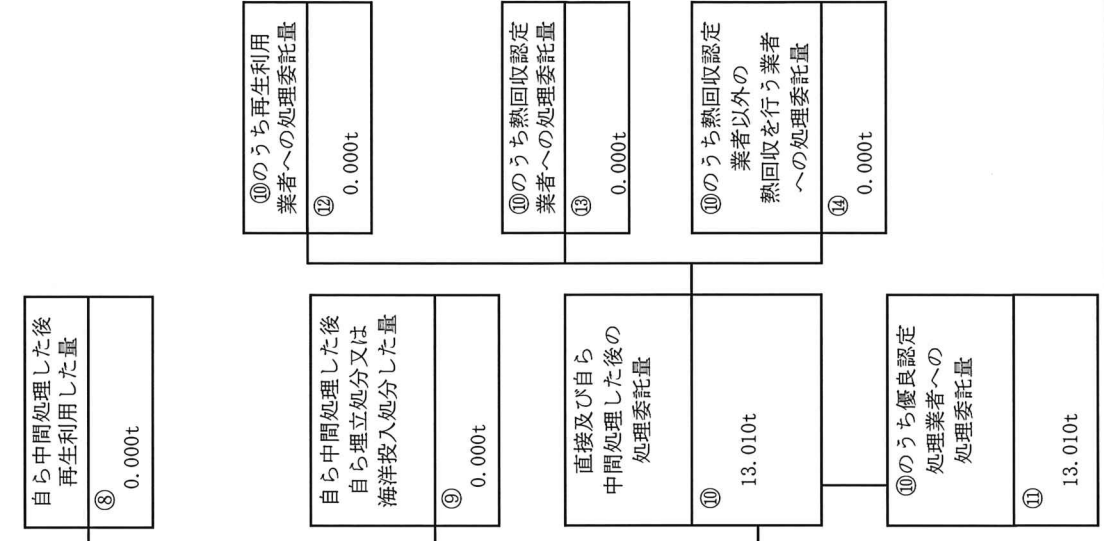 自ら中間処理した後
再生利用した量
⑧
0.000t
自ら中間処理した後
自ら埋立処分又は
海洋投入処分した量
⑨
0.000t
直接及び自ら
中間処理した後の
処理委託量
⑩
13.010t
⑩のうち優良認定
処理業者への
処理委託量
⑪
13.010t
⑩のうち再生利用
業者への処理委託量
⑫
0.000t
⑩のうち熱回収認定
業者への処理委託量
⑬
0.000t
⑩のうち熱回収認定
業者以外の
熱回収を行う業者
への処理委託量
⑭
0.000t